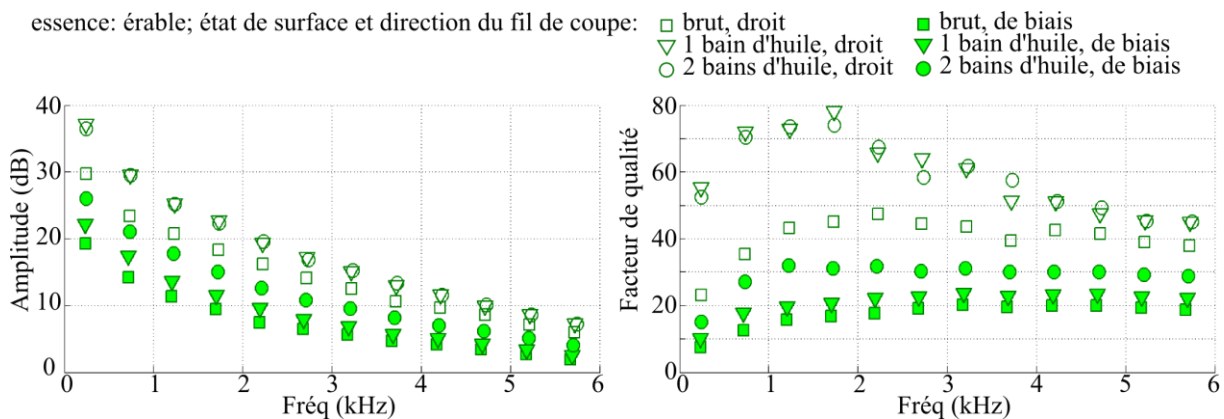 essence: érable; état de surface et direction du fil de coupe:
brut, droit
brut, de biais
1 bain d'huile, droit
1 bain d'huile, de biais
2 bains d'huile, droit
2 bains d'huile, de biais
Amplitude (dB)
40
30
20
10
0
0 1 2 3 4 5 6
Fréq (kHz)
Facteur de qualité
80
60
40
20
0
0 1 2 3 4 5 6
Fréq (kHz)